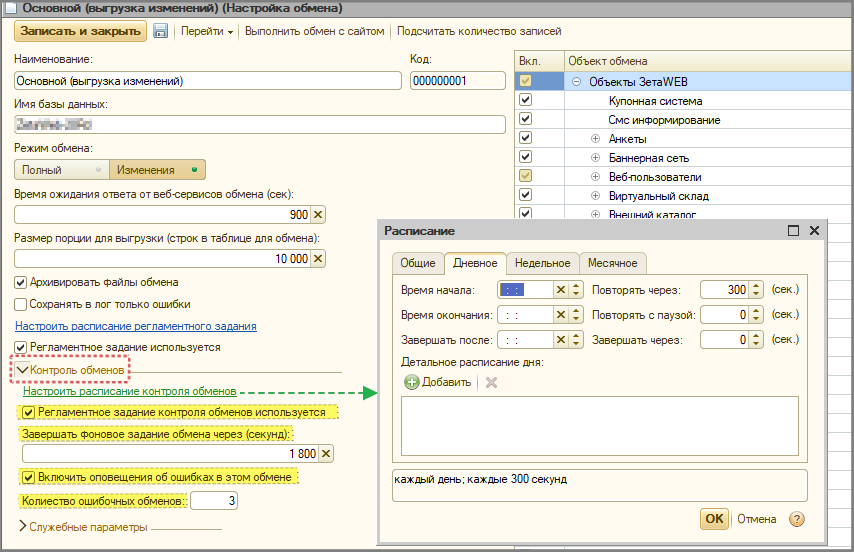 Основной (выгрузка изменений) (Настройка обмена)
Записать и закрыть Перейти Выполнить обмен с сайтом Подсчитать количество записей
Наименование: Код:
Основной (выгрузка изменений) 000000001
Имя базы данных:
Режим обмена:
Полный Изменения
Время ожидания ответа от веб-сервисов обмена (сек):
900
Размер порции для выгрузки (строк в таблице для обмена):
10 000
Архивировать файлы обмена
Сохранять в лог только ошибки
Настроить расписание регламентного задания
Регламентное задание используется
Контроль обменов
Настроить расписание контроля обменов
Регламентное задание контроля обменов используется
Завершать фоновое задание обмена через (секунд):
1 800
Включить оповещения об ошибках в этом обмене
Колиество ошибочных обменов: 3
Служебные параметры
Вкл. Объект обмена
Объекты ЗетаWEB
Купонная система
Смс информирование
Анкеты
Баннерная сеть
Веб-пользователи
Виртуальный склад
Внешний каталог
Расписание
Общие Дневное Недельное Месячное
Время начала: : : Повторять через: 300 (сек.)
Время окончания: : : Повторять с паузой: 0 (сек.)
Завершать после: : : Завершать через: 0 (сек.)
Детальное расписание дня:
Добавить
каждый день; каждые 300 секунд
OK Отмена ?